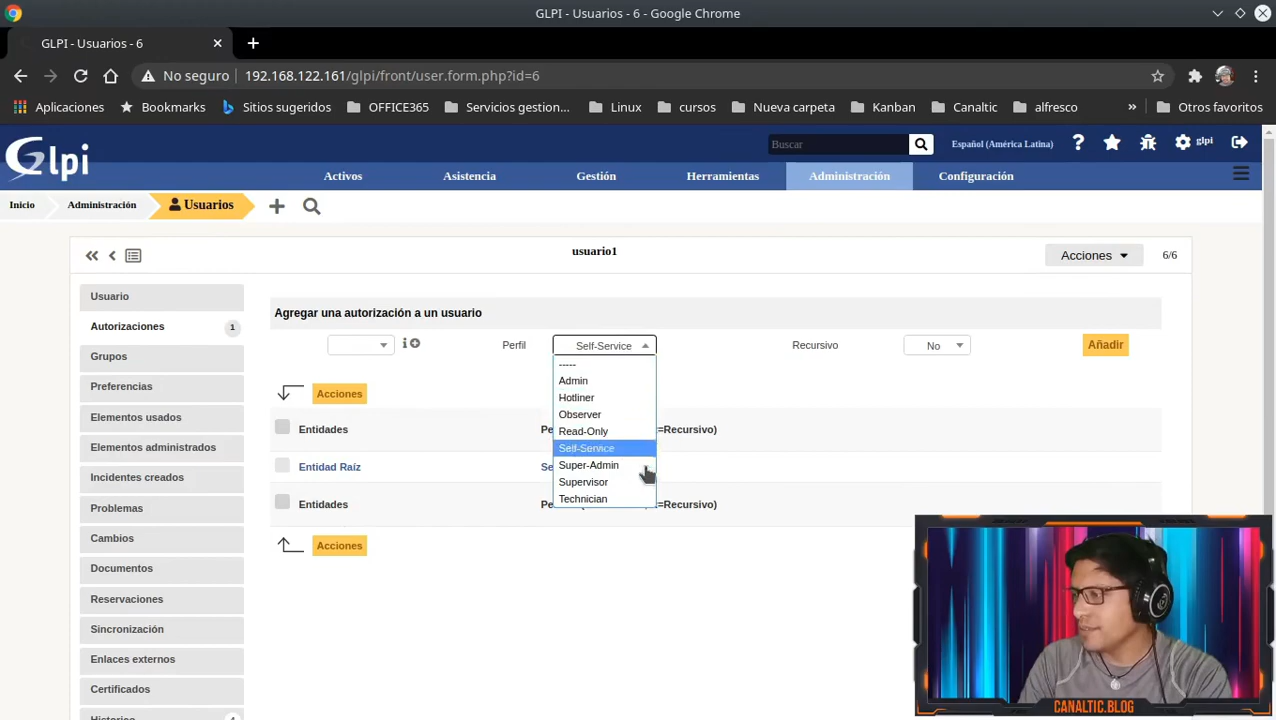 GLPI - Usuarios - 6 - Google Chrome
GLPI - Usuarios - 6
No seguro 192.168.122.161/glpi/front/user.form.php?id=6
Aplicaciones Bookmarks Sitios sugeridos OFFICE365 Servicios gestion... Linux cursos Nueva carpeta Kanban Canaltic alfresco » Otros favoritos
Glpi Buscar Español (América Latina) ? glpi
Activos Asistencia Gestión Herramientas Administración Configuración
Inicio Administración Usuarios
usuario1 Acciones 6/6
Usuario
Autorizaciones 1
Grupos
Preferencias
Elementos usados
Elementos administrados
Incidentes creados
Problemas
Cambios
Documentos
Reservaciones
Sincronización
Enlaces externos
Certificados
Agregar una autorización a un usuario
Perfil Self-Service Recursivo No Añadir
-----
Admin
Hotliner
Observer
Read-Only
Self-Service
Super-Admin
Supervisor
Technician
Acciones
Entidades Pe =Recursivo)
Entidad Raíz Se
Entidades Pe =Recursivo)
Acciones
CANALTIC.BLOG